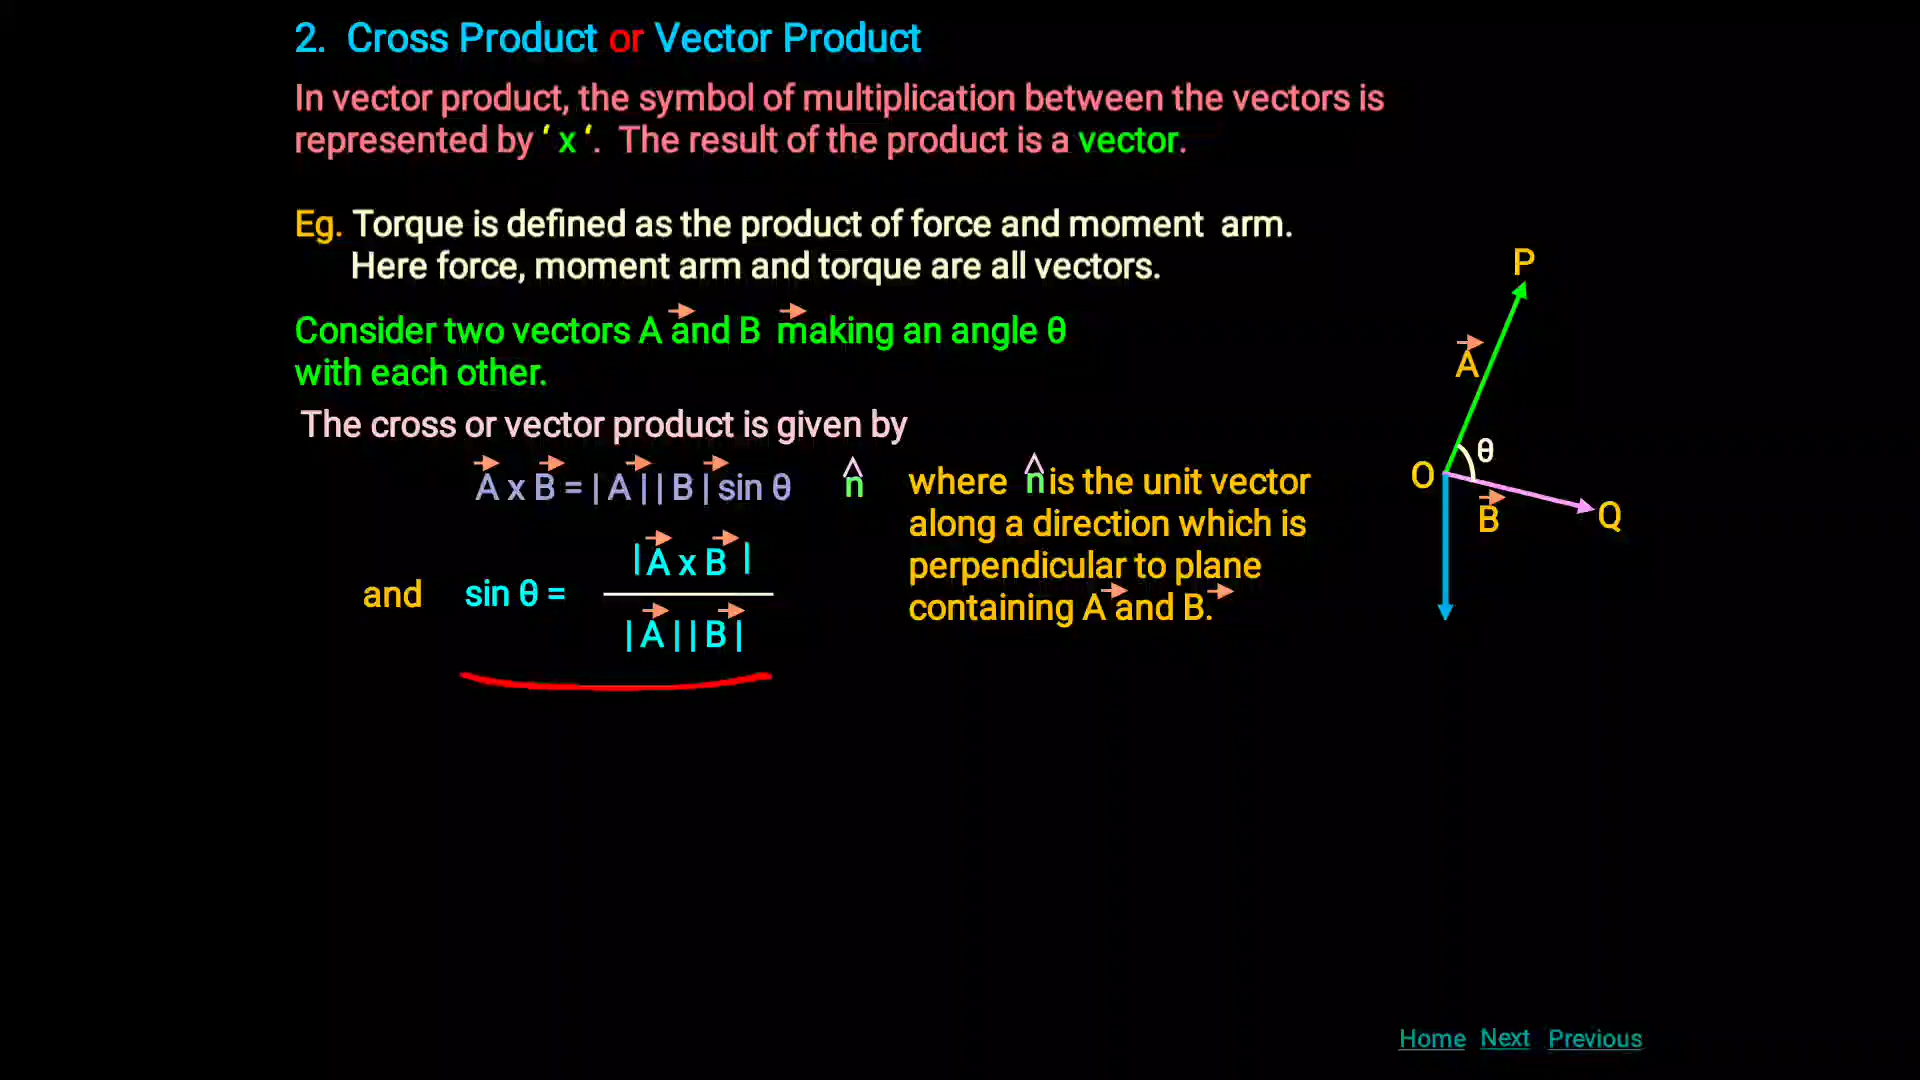 2. Cross Product or Vector Product
In vector product, the symbol of multiplication between the vectors is
represented by ‘ x ‘. The result of the product is a vector.
Eg. Torque is defined as the product of force and moment arm.
Here force, moment arm and torque are all vectors.
Consider two vectors A and B making an angle θ
with each other.
The cross or vector product is given by
A x B = | A | | B | sin θ n̂
where n̂ is the unit vector
along a direction which is
perpendicular to plane
containing A and B.
and sin θ =
| A x B |
| A | | B |
P
A
θ
O
B
Q
Home Next Previous